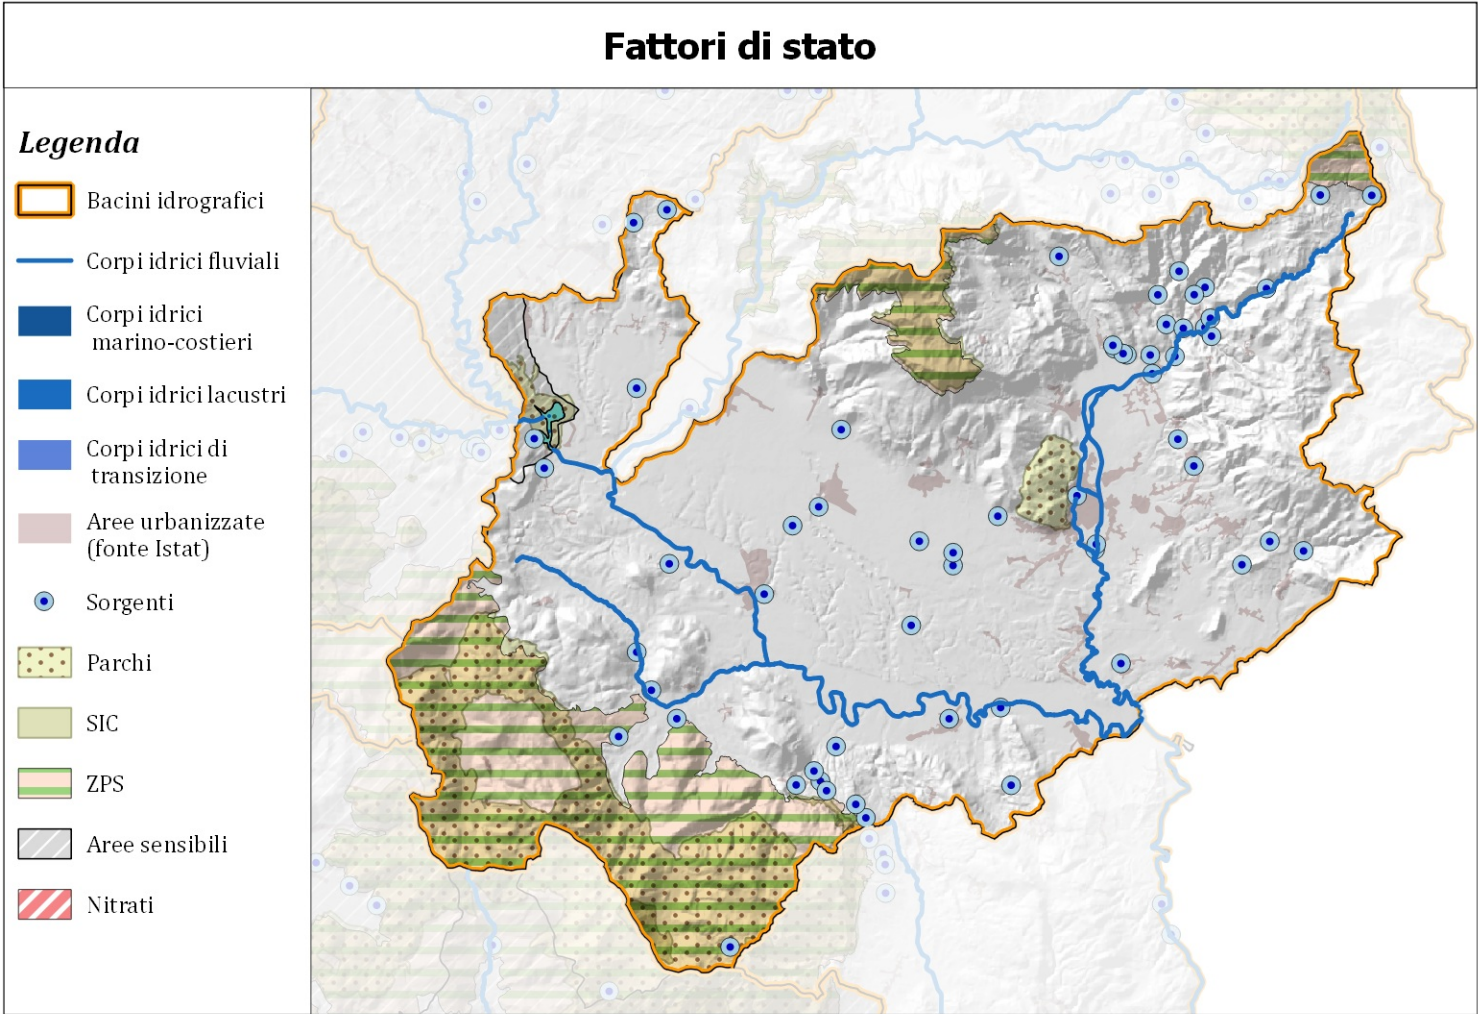 Fattori di stato
Legenda
Bacini idrografici
Corpi idrici fluviali
Corpi idrici
marino-costieri
Corpi idrici lacustri
Corpi idrici di
transizione
Aree urbanizzate
(fonte Istat)
Sorgenti
Parchi
SIC
ZPS
Aree sensibili
Nitrati